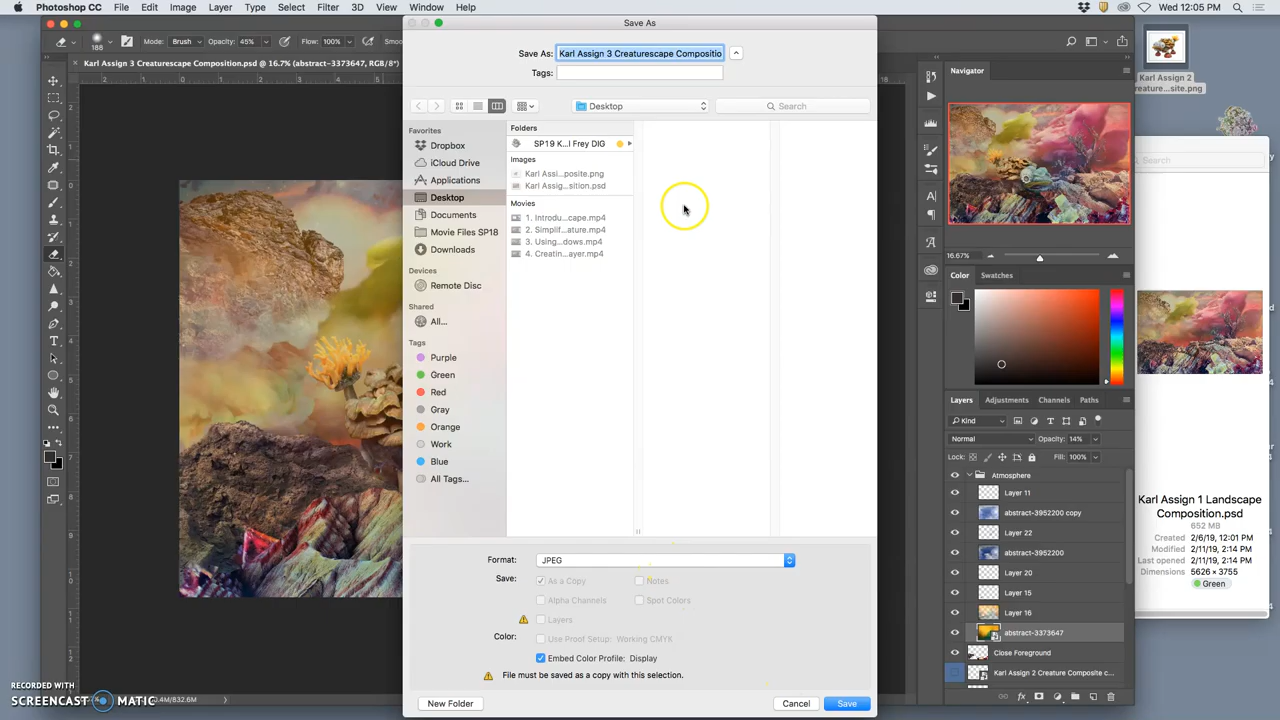 Photoshop CC File Edit Image Layer Type Select Filter 3D View Window Help
Wed 12:05 PM
188 Mode: Brush Opacity: 45% Flow: 100%
Save As
Karl Assign 3 Creaturescape Composition.psd @ 16.7% (abstract-3373647, RGB/8*)
Save As: Karl Assign 3 Creaturescape Compositio
Tags:
Desktop
Search
Favorites
Dropbox
iCloud Drive
Applications
Desktop
Documents
Movie Files SP18
Downloads
Devices
Remote Disc
Shared
All...
Tags
Purple
Green
Red
Gray
Orange
Work
Blue
All Tags...
Folders
SP19 K...l Frey DIG
Images
Karl Assi...posite.png
Karl Assig...sition.psd
Movies
1. Introdu...cape.mp4
2. Simplif...ature.mp4
3. Using...dows.mp4
4. Creatin...ayer.mp4
Format: JPEG
Save: As a Copy Notes
Alpha Channels Spot Colors
Layers
Color: Use Proof Setup: Working CMYK
Embed Color Profile: Display
File must be saved as a copy with this selection.
New Folder Cancel Save
Navigator
16.67%
Color Swatches
Layers Adjustments Channels Paths
Kind
Normal Opacity: 14%
Lock: Fill: 100%
Atmosphere
Layer 11
abstract-3952200 copy
Layer 22
abstract-3952200
Layer 20
Layer 15
Layer 16
abstract-3373647
Close Foreground
Karl Assign 2 Creature Composite c...
Karl Assign 2
Creature...site.png
Search
Karl Assign 1 Landscape
Composition.psd
652 MB
Created 2/6/19, 12:01 PM
Modified 2/11/19, 2:14 PM
Last opened 2/11/19, 2:14 PM
Dimensions 5626 × 3755
Green
RECORDED WITH
SCREENCAST MATIC